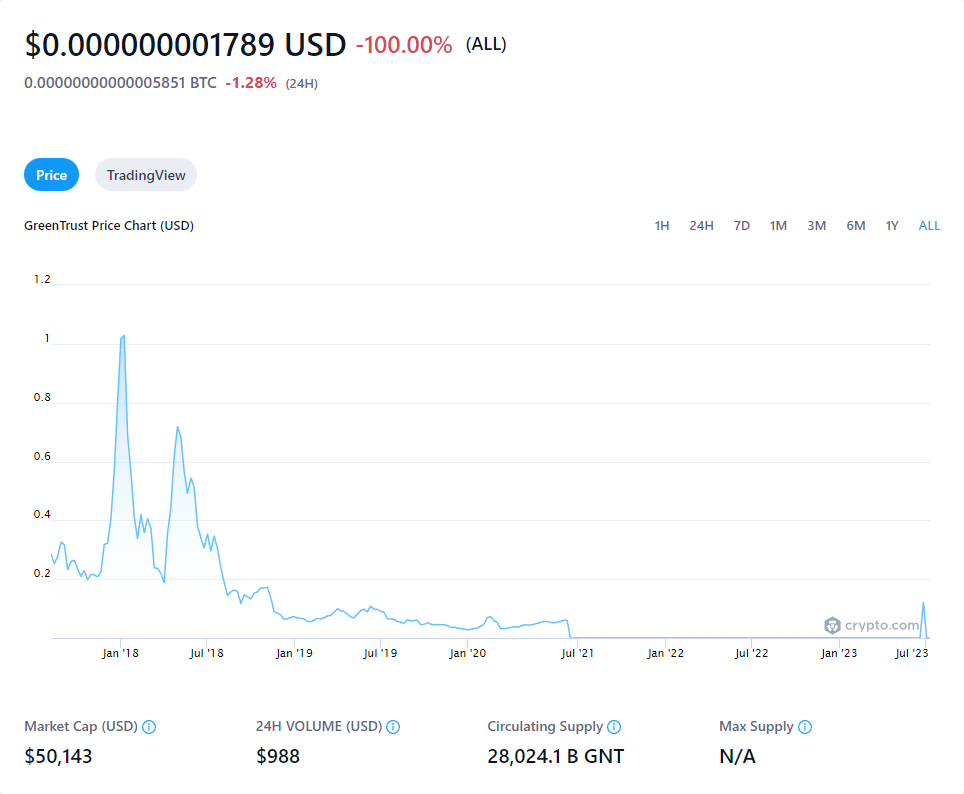 $0.000000001789 USD -100.00% (ALL)
0.00000000000005851 BTC -1.28% (24H)
Price TradingView
GreenTrust Price Chart (USD) 1H 24H 7D 1M 3M 6M 1Y ALL
1.2
1
0.8
0.6
0.4
0.2
crypto.com
Jan '18 Jul '18 Jan '19 Jul '19 Jan '20 Jul '21 Jan '22 Jul '22 Jan '23 Jul '23
Market Cap (USD) 24H VOLUME (USD) Circulating Supply Max Supply
$50,143 $988 28,024.1 B GNT N/A